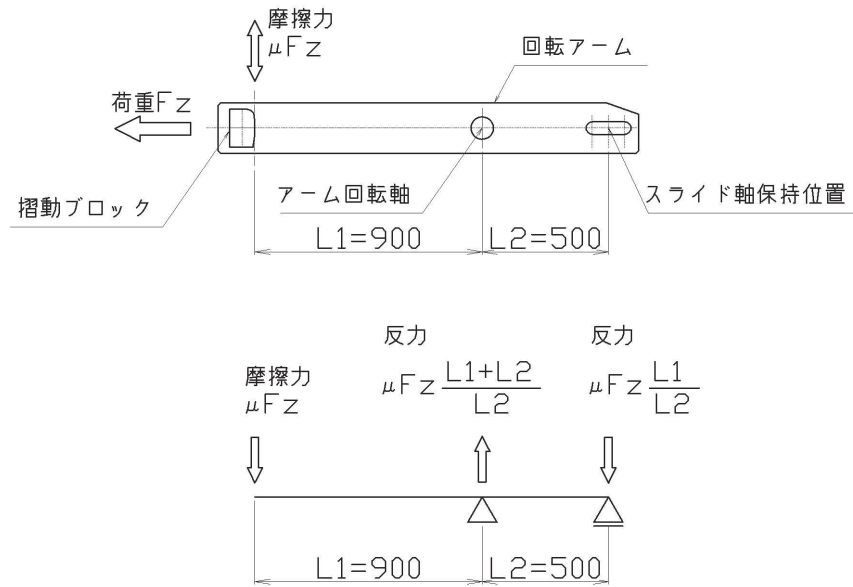 摩擦力
μFz
回転アーム
荷重Fz
摺動ブロック
アーム回転軸
スライド軸保持位置
L1=900
L2=500
反力
反力
摩擦力
μFz
μFz L1+L2
L2
μFz L1
L2
L1=900
L2=500